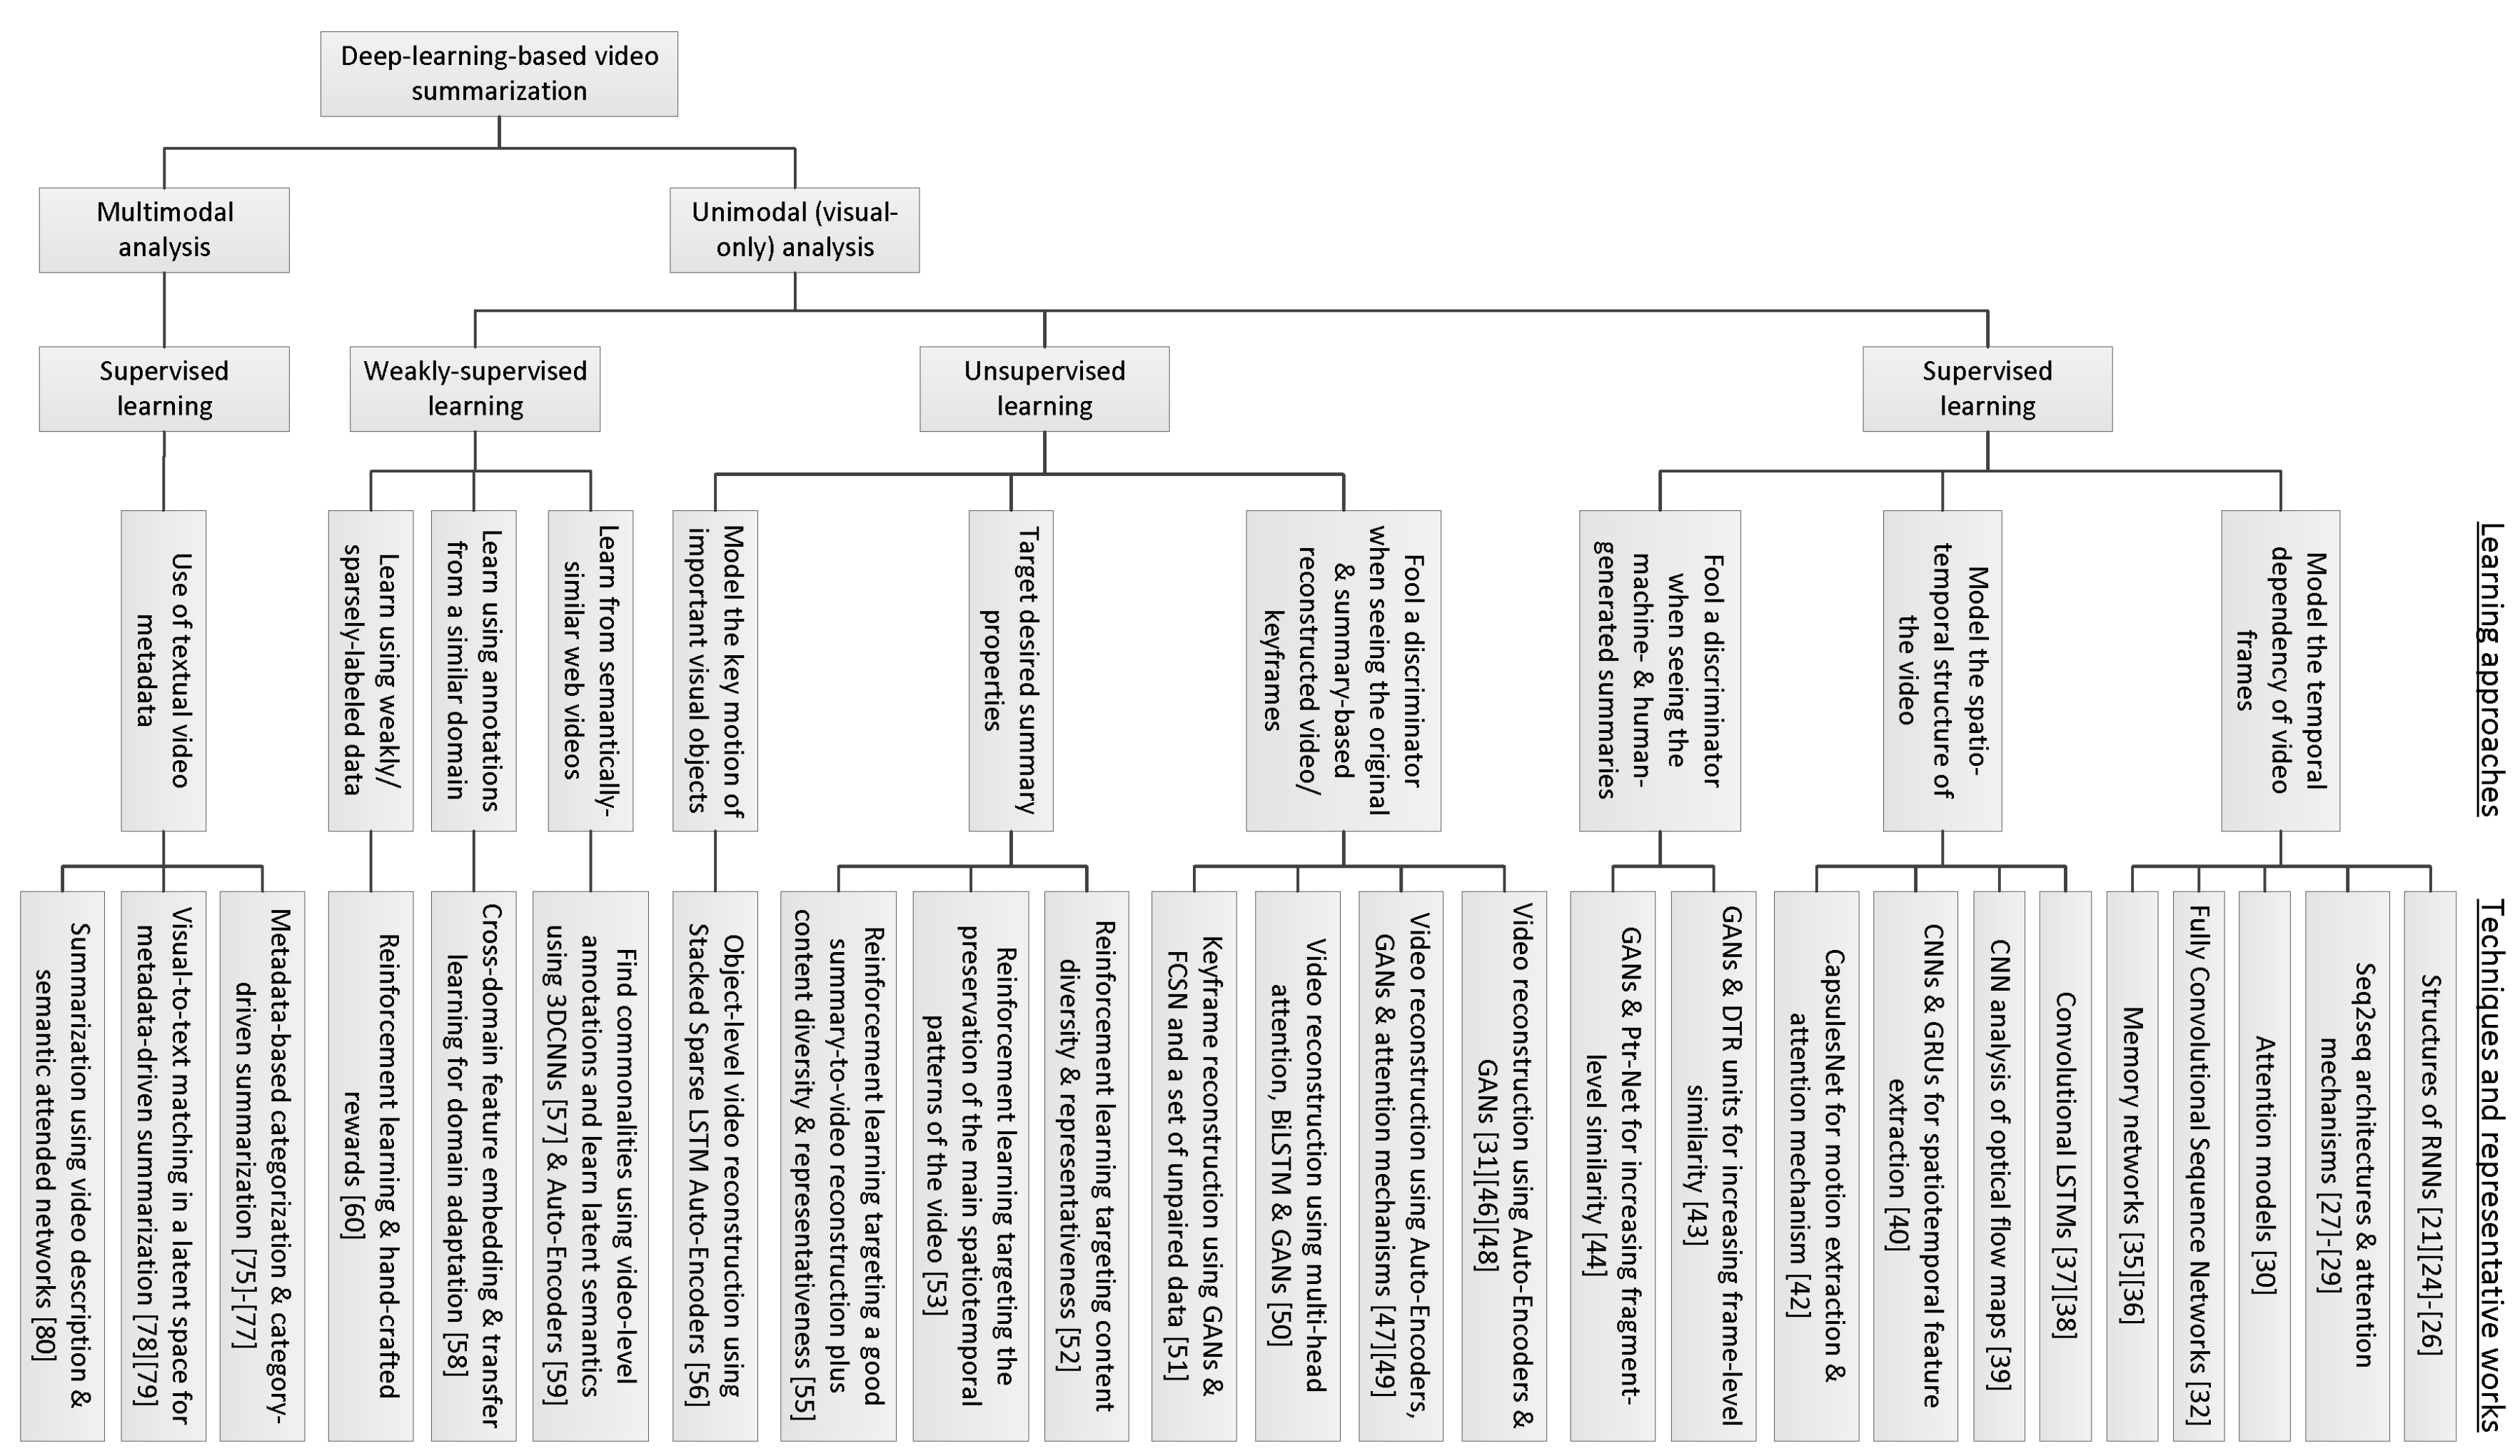 Deep-learning-based video
summarization
Multimodal
analysis
Unimodal (visual-
only) analysis
Supervised
learning
Weakly-supervised
learning
Unsupervised
learning
Supervised
learning
Use of textual video
metadata
Learn using weakly/
sparsely-labeled data
Learn using annotations
from a similar domain
Learn from semantically-
similar web videos
Model the key motion of
important visual objects
Target desired summary
properties
Fool a discriminator
when seeing the original
& summary-based
reconstructed video/
keyframes
Fool a discriminator
when seeing the
machine- & human-
generated summaries
Model the spatio-
temporal structure of
the video
Model the temporal
dependency of video
frames
Learning approaches
Summarization using video description &
semantic attended networks [80]
Visual-to-text matching in a latent space for
metadata-driven summarization [78][79]
Metadata-based categorization & category-
driven summarization [75]-[77]
Reinforcement learning & hand-crafted
rewards [60]
Cross-domain feature embedding & transfer
learning for domain adaptation [58]
Find commonalities using video-level
annotations and learn latent semantics
using 3DCNNs [57] & Auto-Encoders [59]
Object-level video reconstruction using
Stacked Sparse LSTM Auto-Encoders [56]
Reinforcement learning targeting a good
summary-to-video reconstruction plus
content diversity & representativeness [55]
Reinforcement learning targeting the
preservation of the main spatiotemporal
patterns of the video [53]
Reinforcement learning targeting content
diversity & representativeness [52]
Keyframe reconstruction using GANs &
FCSN and a set of unpaired data [51]
Video reconstruction using multi-head
attention, BiLSTM & GANs [50]
Video reconstruction using Auto-Encoders,
GANs & attention mechanisms [47][49]
Video reconstruction using Auto-Encoders &
GANs [31][46][48]
GANs & Ptr-Net for increasing fragment-
level similarity [44]
GANs & DTR units for increasing frame-level
similarity [43]
CapsulesNet for motion extraction &
attention mechanism [42]
CNNs & GRUs for spatiotemporal feature
extraction [40]
CNN analysis of optical flow maps [39]
Convolutional LSTMs [37][38]
Memory networks [35][36]
Fully Convolutional Sequence Networks [32]
Attention models [30]
Seq2seq architectures & attention
mechanisms [27]-[29]
Structures of RNNs [21][24]-[26]
Techniques and representative works